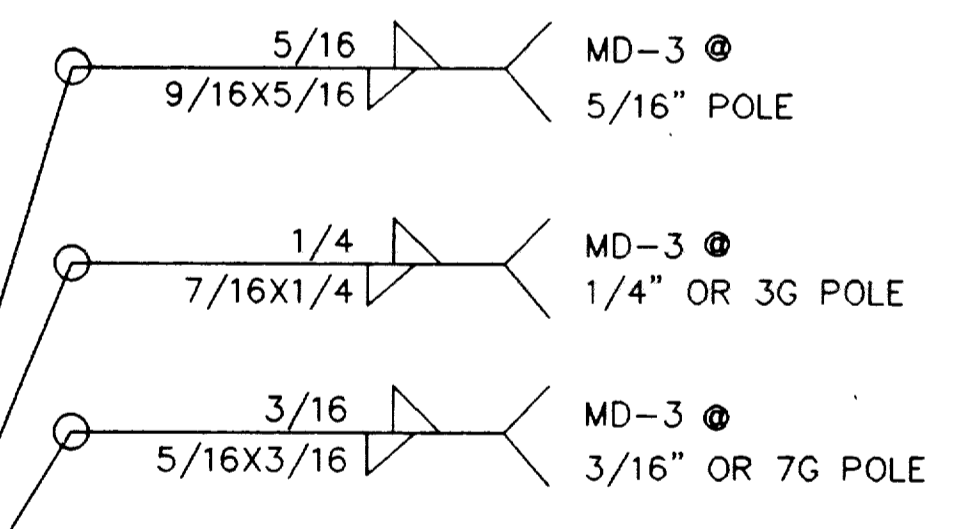 5/16
9/16X5/16
MD-3 @
5/16" POLE
1/4
7/16X1/4
MD-3 @
1/4" OR 3G POLE
3/16
5/16X3/16
MD-3 @
3/16" OR 7G POLE